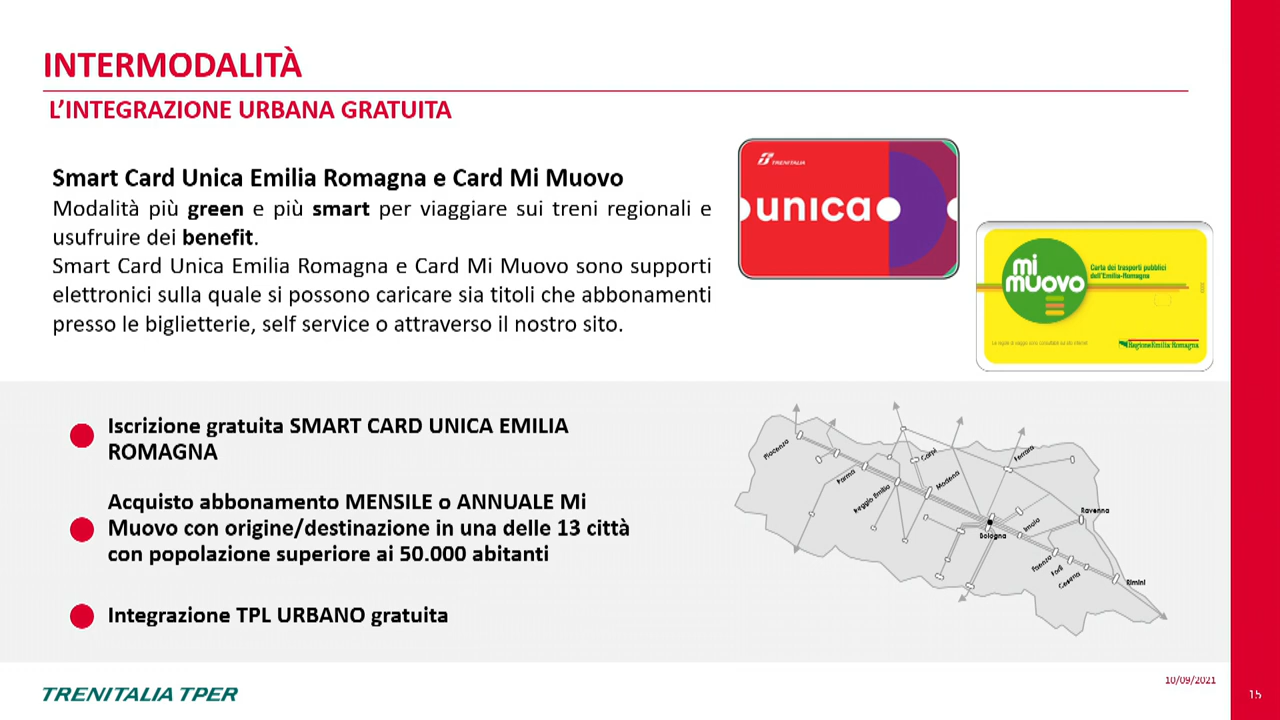 INTERMODALITÀ
L'INTEGRAZIONE URBANA GRATUITA
Smart Card Unica Emilia Romagna e Card Mi Muovo
Modalità più green e più smart per viaggiare sui treni regionali e
usufruire dei benefit.
Smart Card Unica Emilia Romagna e Card Mi Muovo sono supporti
elettronici sulla quale si possono caricare sia titoli che abbonamenti
presso le biglietterie, self service o attraverso il nostro sito.
TRENITALIA
unica
mi
muovo
Carta dei trasporti pubblici
dell'Emilia-Romagna
RegioneEmilia-Romagna
Iscrizione gratuita SMART CARD UNICA EMILIA
ROMAGNA
Acquisto abbonamento MENSILE o ANNUALE Mi
Muovo con origine/destinazione in una delle 13 città
con popolazione superiore ai 50.000 abitanti
Integrazione TPL URBANO gratuita
Piacenza
Parma
Reggio Emilia
Carpi
Modena
Ferrara
Bologna
Imola
Ravenna
Faenza
Forlì
Cesena
Rimini
TRENITALIA TPER
10/09/2021
15